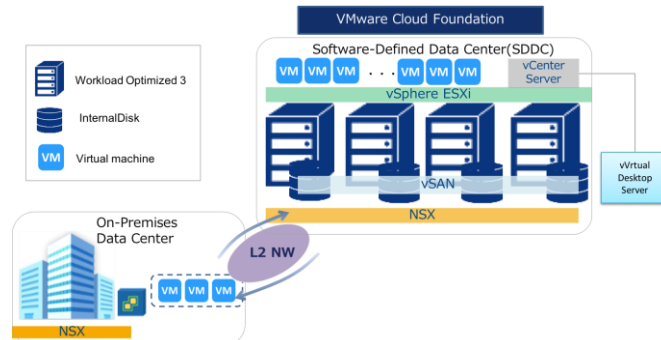 VMware Cloud Foundation
Software-Defined Data Center(SDDC)
VM VM VM . . . VM VM VM
vCenter
Server
vSphere ESXi
Workload Optimized 3
InternalDisk
VM Virtual machine
vSAN
NSX
vVrtual
Desktop
Server
On-Premises
Data Center
L2 NW
VM VM VM
NSX